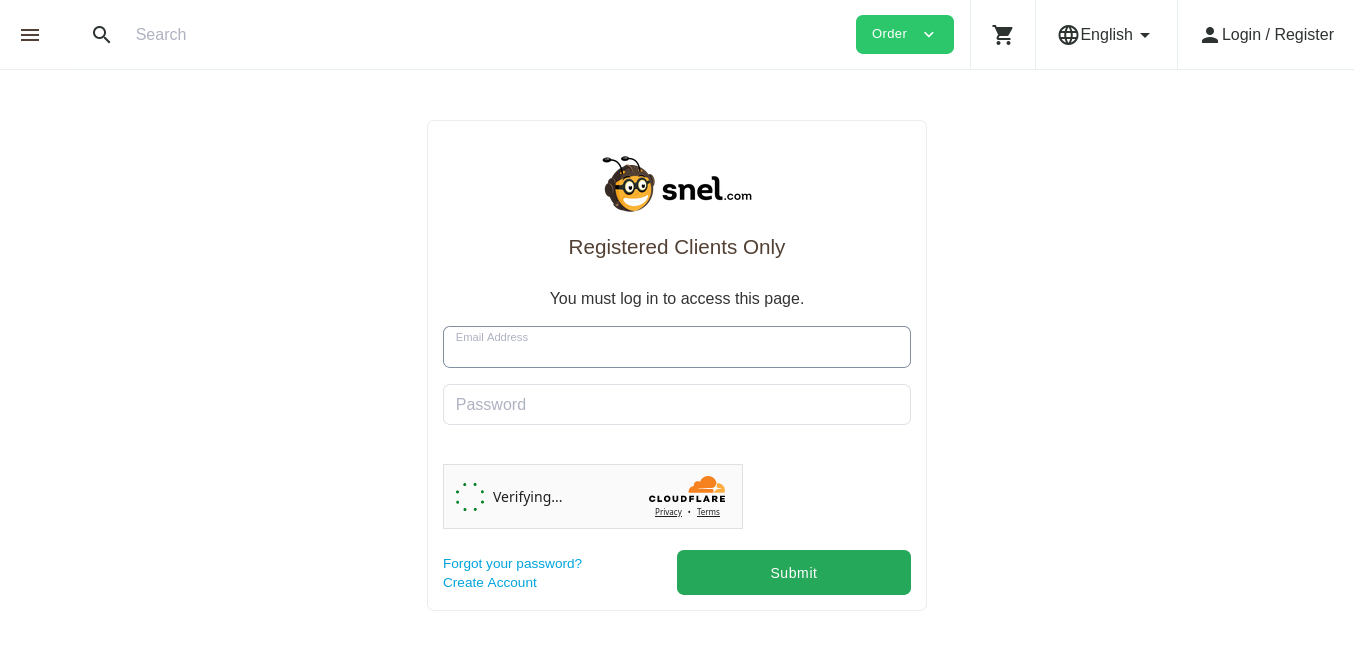 Search
Order
English
Login / Register
snel.com
Registered Clients Only
You must log in to access this page.
Email Address
Password
Verifying...
CLOUDFLARE
Privacy • Terms
Forgot your password?
Create Account
Submit